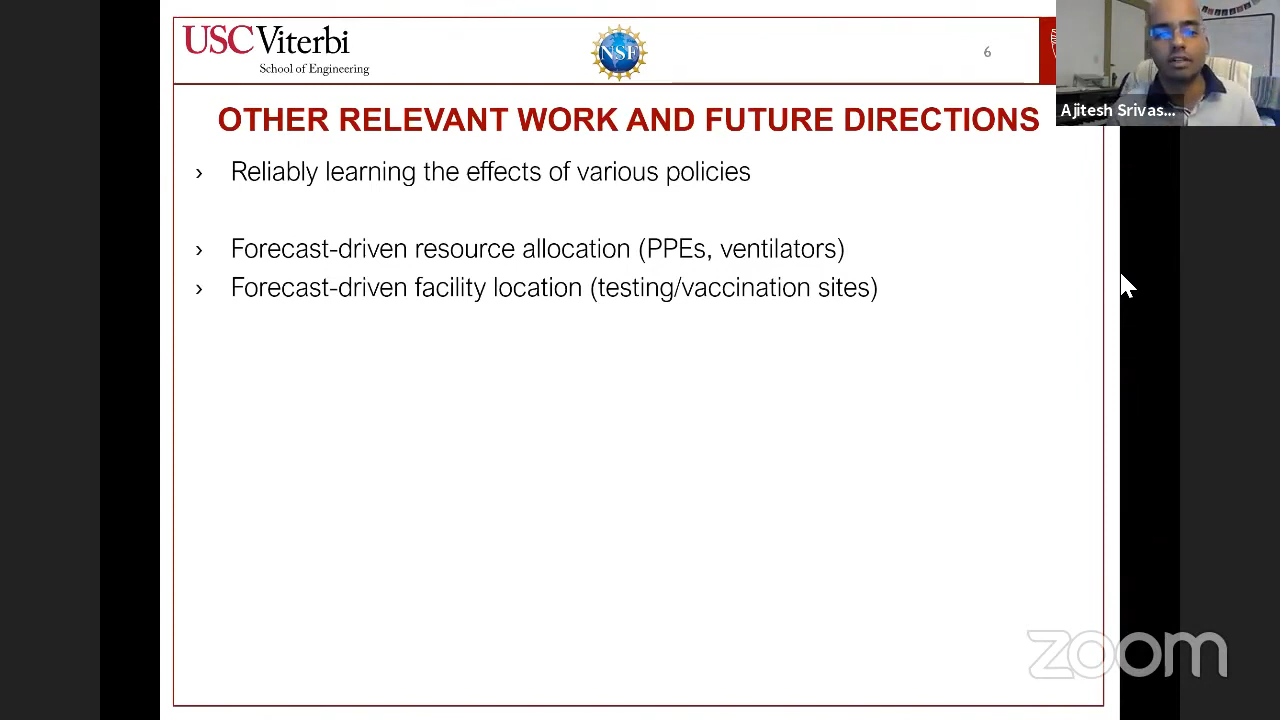 USC Viterbi
School of Engineering
NSF
6
Ajitesh Srivas...
OTHER RELEVANT WORK AND FUTURE DIRECTIONS
› Reliably learning the effects of various policies
› Forecast-driven resource allocation (PPEs, ventilators)
› Forecast-driven facility location (testing/vaccination sites)
zoom